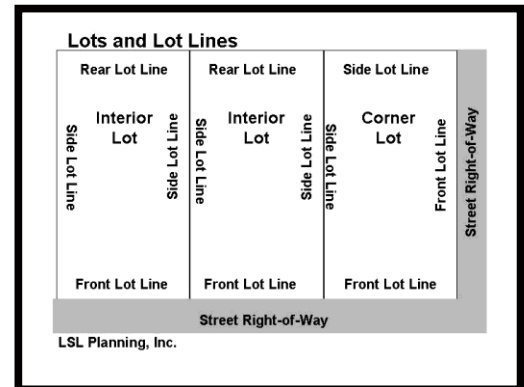 Lots and Lot Lines
Rear Lot Line
Rear Lot Line
Side Lot Line
Interior
Lot
Interior
Lot
Corner
Lot
Side Lot Line
Side Lot Line
Side Lot Line
Side Lot Line
Side Lot Line
Front Lot Line
Street Right-of-Way
Front Lot Line
Front Lot Line
Front Lot Line
Street Right-of-Way
LSL Planning, Inc.